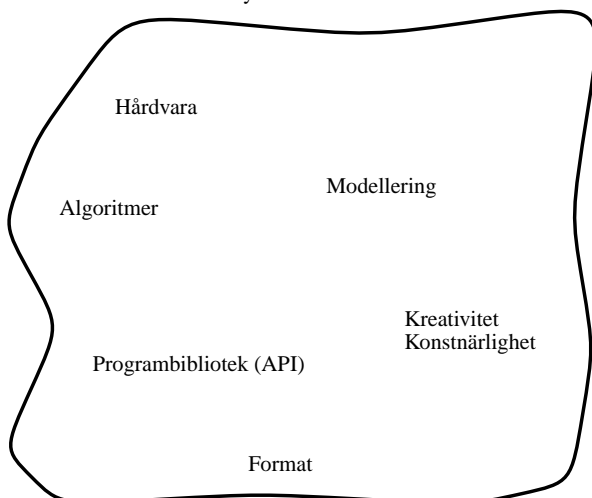 Hårdvara
Modellering
Algoritmer
Kreativitet
Konstnärlighet
Programbibliotek (API)
Format